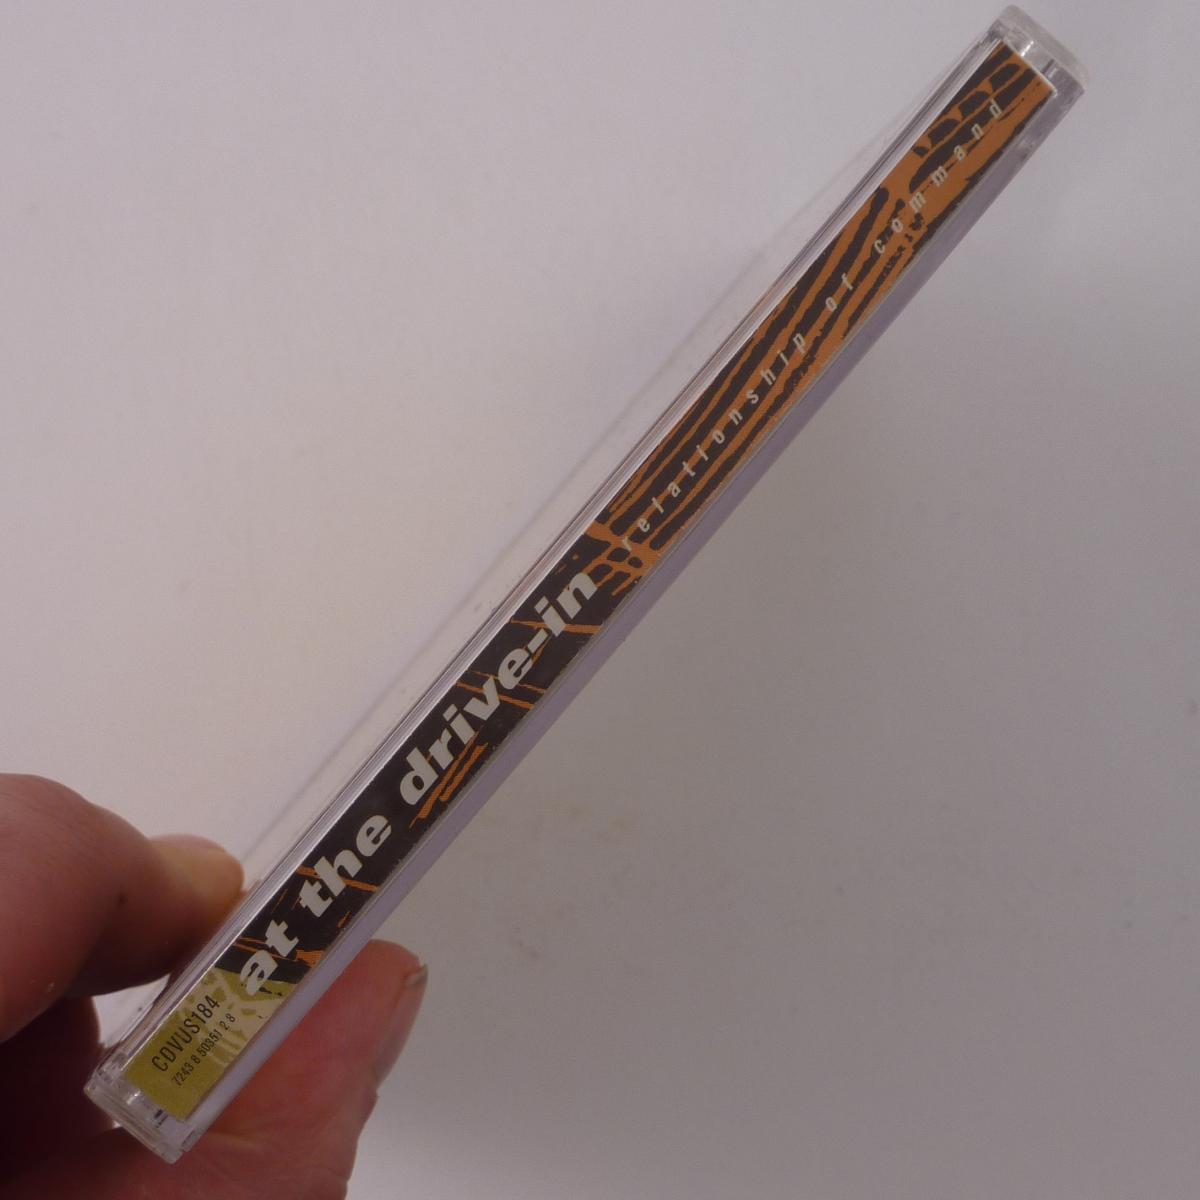 CDVUS184
7243 8 50351 2 8
at the drive-in
relationship of command